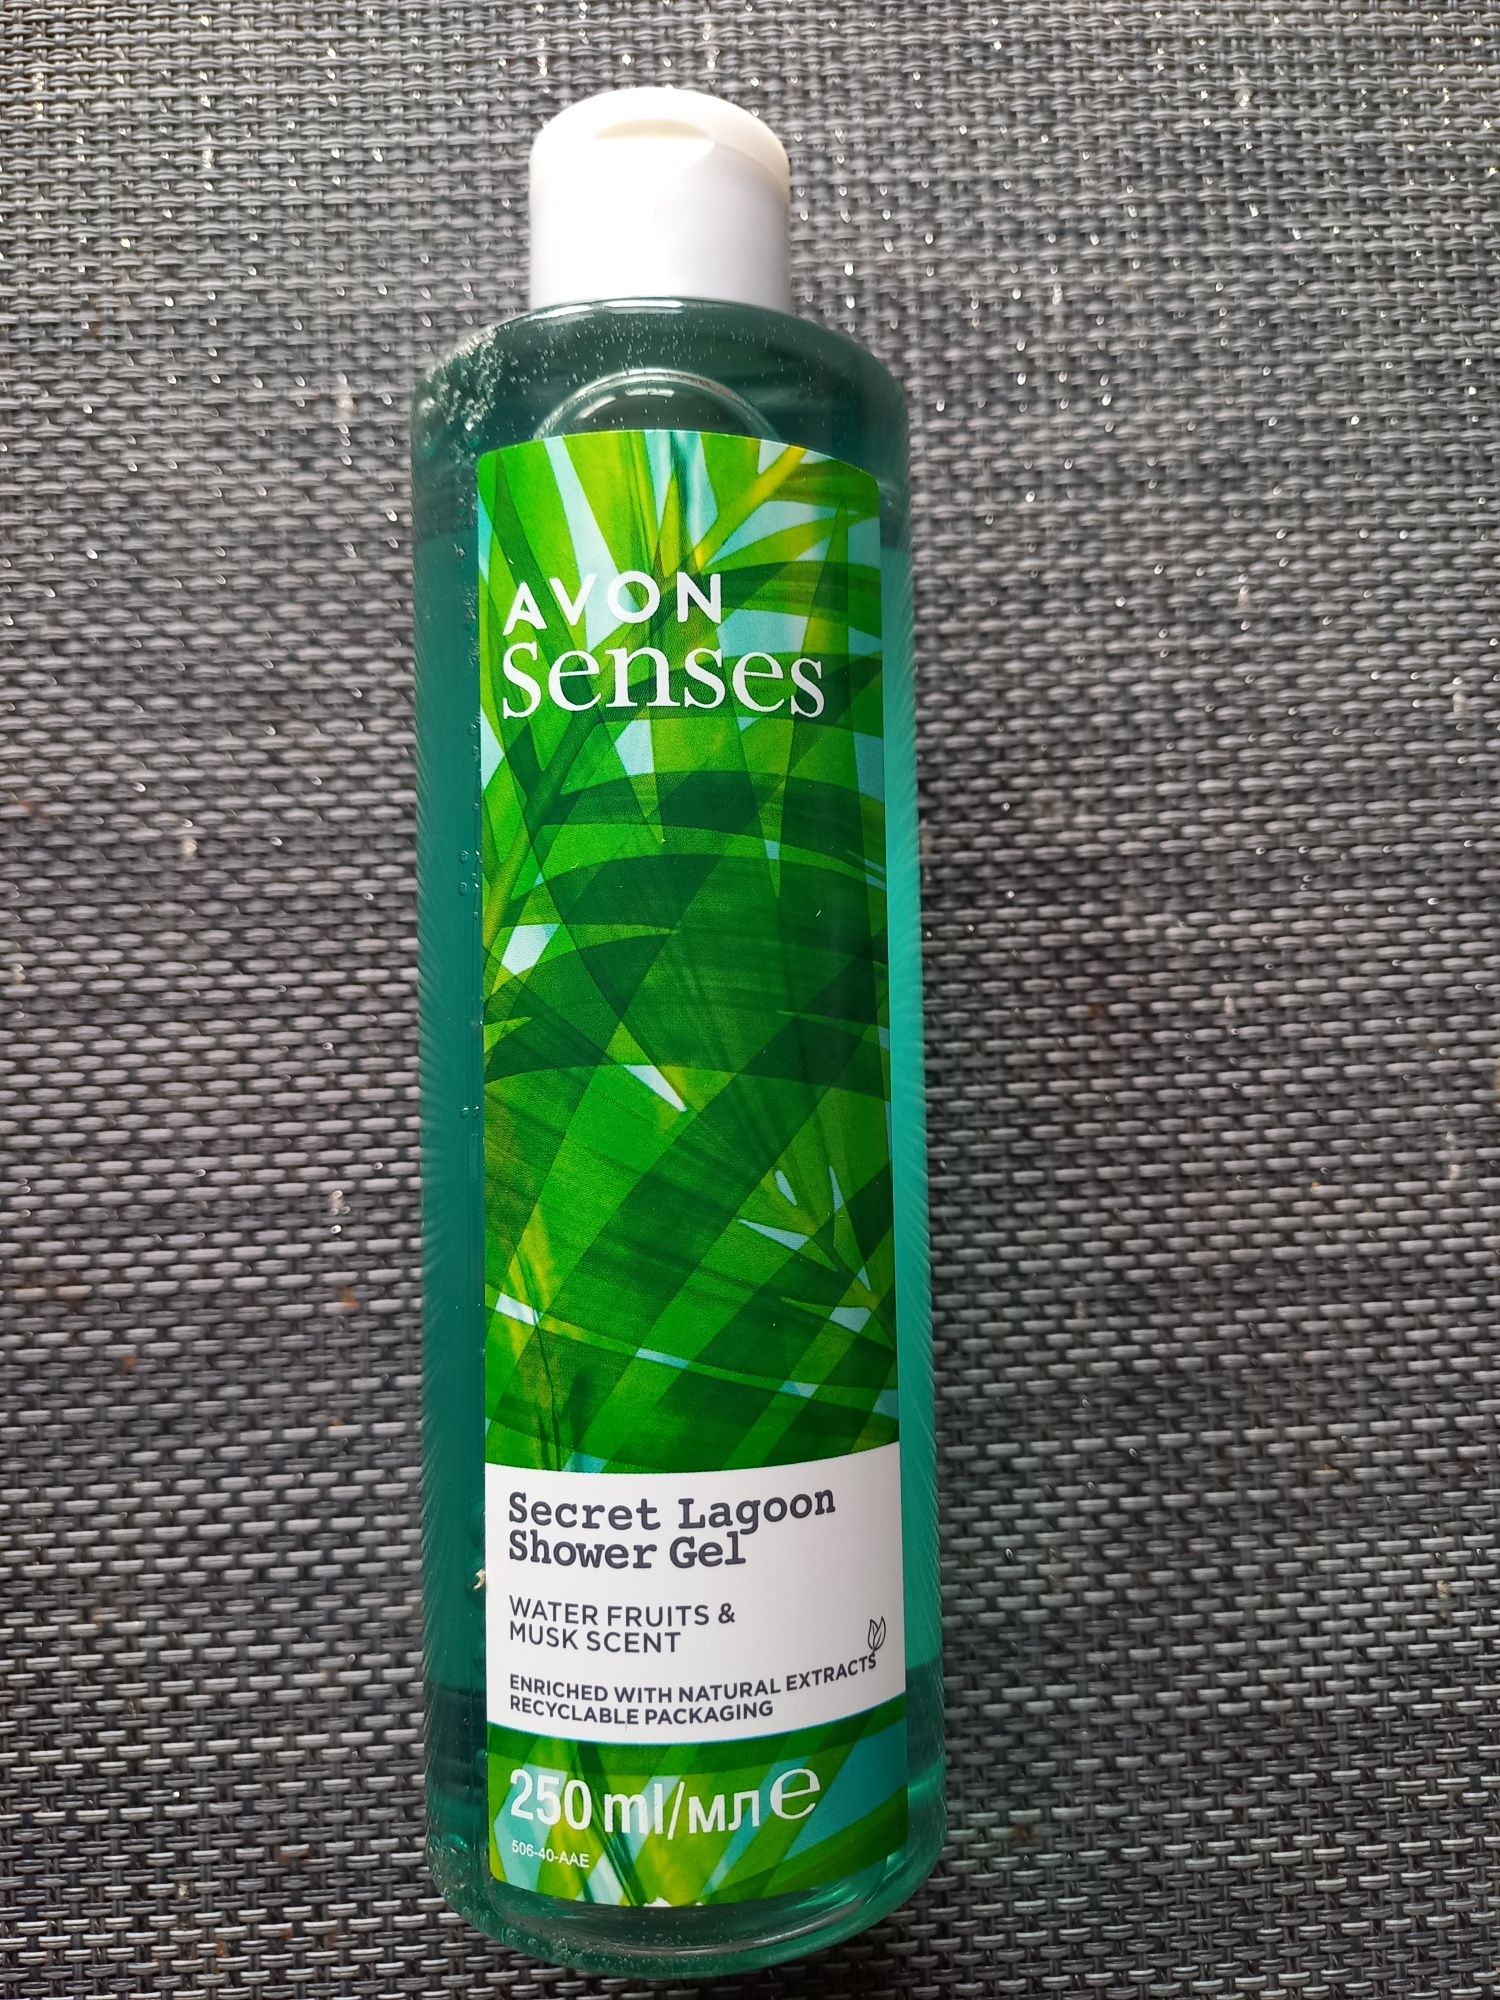 AVON
Senses
Secret Lagoon
Shower Gel
WATER FRUITS &
MUSK SCENT
ENRICHED WITH NATURAL EXTRACTS
RECYCLABLE PACKAGING
250 ml/мл e
506-40-AAE